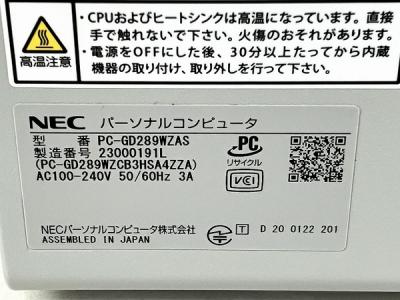 ・CPUおよびヒートシンクは高温になっています。直接
手で触れないで下さい。火傷のおそれがあります。
・電源をOFFにした後、30分以上たってから内蔵
機器の取り付け、取り外しを行って下さい。
高温注意
NEC パーソナルコンピュータ
型 番 PC-GD289WZAS
製造番号 23000191L
(PC-GD289WZCB3HSA4ZZA)
AC100-240V 50/60Hz 3A
PC
リサイクル
VCI
NECパーソナルコンピュータ株式会社
ASSEMBLED IN JAPAN
T D 20 0122 201